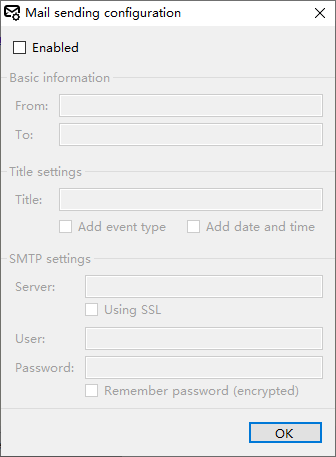 Mail sending configuration
Enabled
Basic information
From:
To:
Title settings
Title:
Add event type Add date and time
SMTP settings
Server:
Using SSL
User:
Password:
Remember password (encrypted)
OK